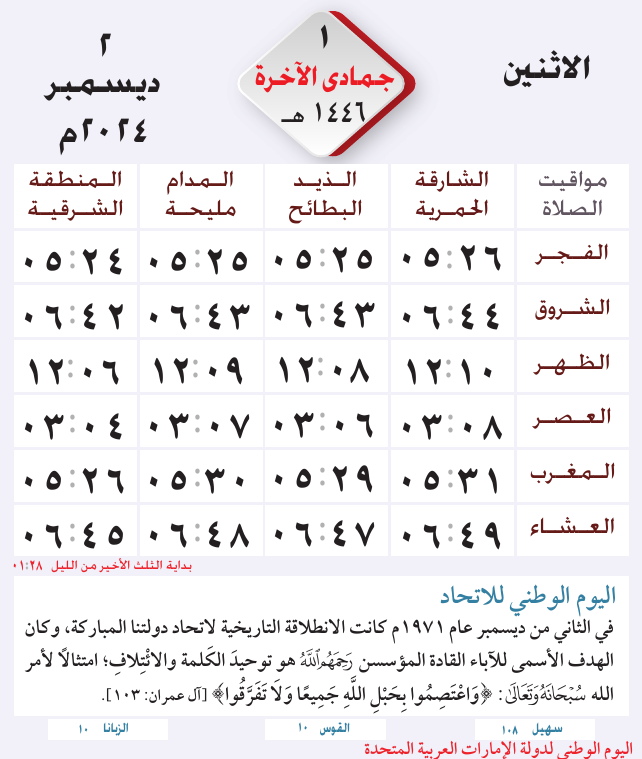 الاثنين
١
جمادى الآخرة
١٤٤٦ هـ
٢
ديسمبر
٢٠٢٤م
مواقيت الشارقة الـذيـد الـمدام الـمنطقة
الصلاة الحمرية البطائح مليحة الشرقية
الفجر ٠٥:٢٦ ٠٥:٢٥ ٠٥:٢٥ ٠٥:٢٤
الشروق ٠٦:٤٤ ٠٦:٤٣ ٠٦:٤٣ ٠٦:٤٢
الظهر ١٢:١٠ ١٢:٠٨ ١٢:٠٩ ١٢:٠٦
العصر ٠٣:٠٨ ٠٣:٠٦ ٠٣:٠٧ ٠٣:٠٤
المغرب ٠٥:٣١ ٠٥:٢٩ ٠٥:٣٠ ٠٥:٢٦
العشاء ٠٦:٤٩ ٠٦:٤٧ ٠٦:٤٨ ٠٦:٤٥
بداية الثلث الأخير من الليل ٠١:٢٨
اليوم الوطني للاتحاد
في الثاني من ديسمبر عام ١٩٧١م كانت الانطلاقة التاريخية لاتحاد دولتنا المباركة، وكان
الهدف الأسمى للآباء القادة المؤسسن رَحِمَهُمُ اللَّهُ هو توحيدَ الكَلمة والائْتِلافِ؛ امتثالًا لأمر
الله سُبْحَانَهُ وَتَعَالَىٰ: ﴿وَاعْتَصِمُوا بِحَبْلِ اللَّهِ جَمِيعًا وَلَا تَفَرَّقُوا﴾ [آل عمران: ١٠٣].
سهيل ١٠٨ القوس ١٠ الزبانا ١٠
اليوم الوطني لدولة الإمارات العربية المتحدة